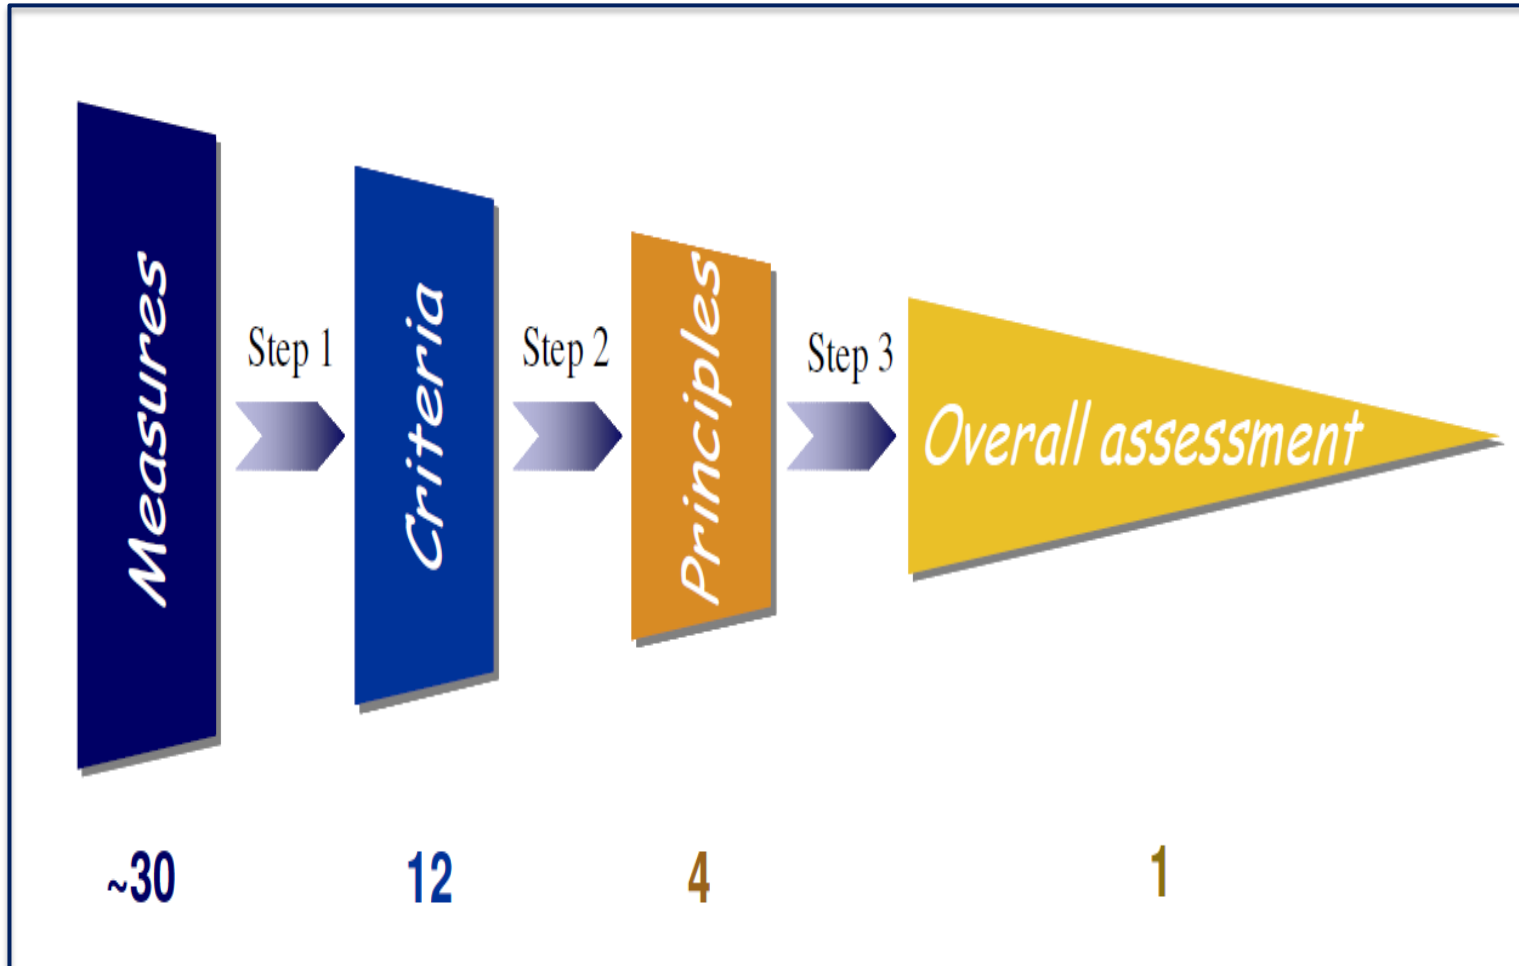 Measures
Step 1
Criteria
Step 2
Principles
Step 3
Overall assessment
~30
12
4
1